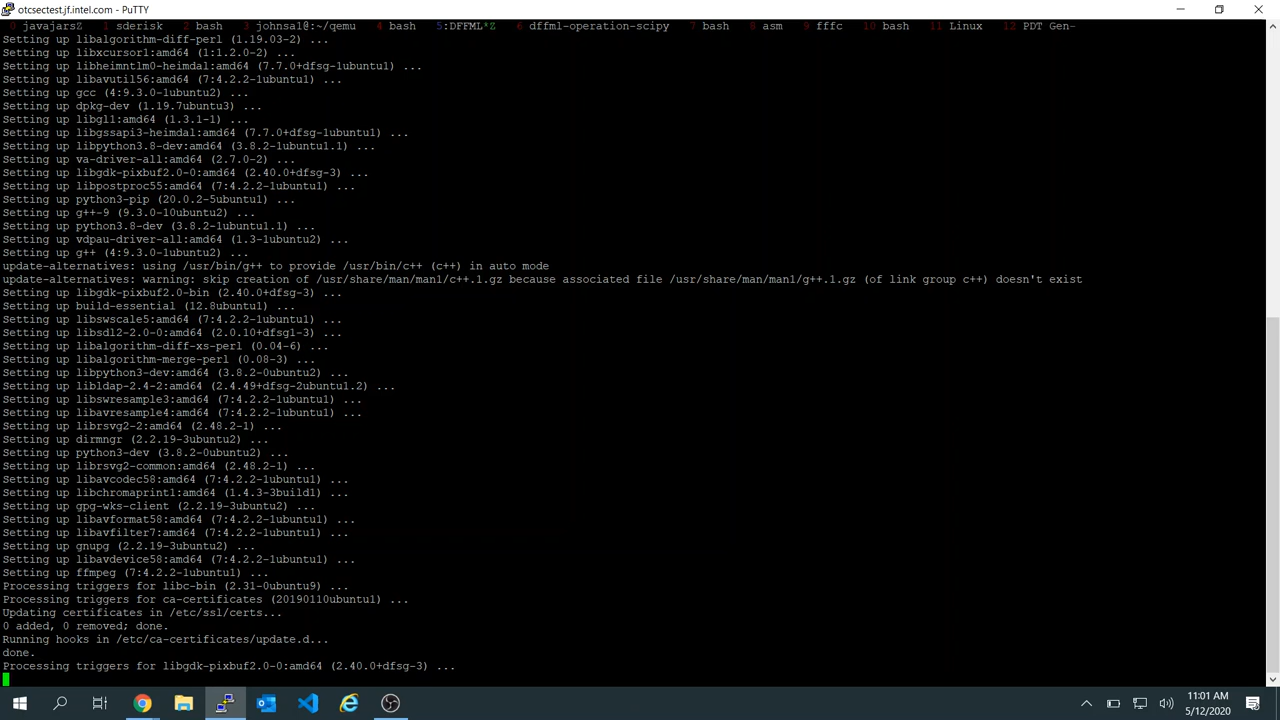 otcsectest.jf.intel.com - PuTTY
0 javajarsZ 1 sderisk 2 bash 3 johnsa1@:~/qemu 4 bash 5:DFFML*Z 6 dffml-operation-scipy 7 bash 8 asm 9 fffc 10 bash 11 Linux 12 PDT Gen-
Setting up libalgorithm-diff-perl (1.19.03-2) ...
Setting up libxcursor1:amd64 (1:1.2.0-2) ...
Setting up libheimntlm0-heimdal:amd64 (7.7.0+dfsg-1ubuntu1) ...
Setting up libavutil56:amd64 (7:4.2.2-1ubuntu1) ...
Setting up gcc (4:9.3.0-1ubuntu2) ...
Setting up dpkg-dev (1.19.7ubuntu3) ...
Setting up libgl1:amd64 (1.3.1-1) ...
Setting up libgssapi3-heimdal:amd64 (7.7.0+dfsg-1ubuntu1) ...
Setting up libpython3.8-dev:amd64 (3.8.2-1ubuntu1.1) ...
Setting up va-driver-all:amd64 (2.7.0-2) ...
Setting up libgdk-pixbuf2.0-0:amd64 (2.40.0+dfsg-3) ...
Setting up libpostproc55:amd64 (7:4.2.2-1ubuntu1) ...
Setting up python3-pip (20.0.2-5ubuntu1) ...
Setting up g++-9 (9.3.0-10ubuntu2) ...
Setting up python3.8-dev (3.8.2-1ubuntu1.1) ...
Setting up vdpau-driver-all:amd64 (1.3-1ubuntu2) ...
Setting up g++ (4:9.3.0-1ubuntu2) ...
update-alternatives: using /usr/bin/g++ to provide /usr/bin/c++ (c++) in auto mode
update-alternatives: warning: skip creation of /usr/share/man/man1/c++.1.gz because associated file /usr/share/man/man1/g++.1.gz (of link group c++) doesn't exist
Setting up libgdk-pixbuf2.0-bin (2.40.0+dfsg-3) ...
Setting up build-essential (12.8ubuntu1) ...
Setting up libswscale5:amd64 (7:4.2.2-1ubuntu1) ...
Setting up libsdl2-2.0-0:amd64 (2.0.10+dfsg1-3) ...
Setting up libalgorithm-diff-xs-perl (0.04-6) ...
Setting up libalgorithm-merge-perl (0.08-3) ...
Setting up libpython3-dev:amd64 (3.8.2-0ubuntu2) ...
Setting up libldap-2.4-2:amd64 (2.4.49+dfsg-2ubuntu1.2) ...
Setting up libswresample3:amd64 (7:4.2.2-1ubuntu1) ...
Setting up libavresample4:amd64 (7:4.2.2-1ubuntu1) ...
Setting up librsvg2-2:amd64 (2.48.2-1) ...
Setting up dirmngr (2.2.19-3ubuntu2) ...
Setting up python3-dev (3.8.2-0ubuntu2) ...
Setting up librsvg2-common:amd64 (2.48.2-1) ...
Setting up libavcodec58:amd64 (7:4.2.2-1ubuntu1) ...
Setting up libchromaprint1:amd64 (1.4.3-3build1) ...
Setting up gpg-wks-client (2.2.19-3ubuntu2) ...
Setting up libavformat58:amd64 (7:4.2.2-1ubuntu1) ...
Setting up libavfilter7:amd64 (7:4.2.2-1ubuntu1) ...
Setting up gnupg (2.2.19-3ubuntu2) ...
Setting up libavdevice58:amd64 (7:4.2.2-1ubuntu1) ...
Setting up ffmpeg (7:4.2.2-1ubuntu1) ...
Processing triggers for libc-bin (2.31-0ubuntu9) ...
Processing triggers for ca-certificates (20190110ubuntu1) ...
Updating certificates in /etc/ssl/certs...
0 added, 0 removed; done.
Running hooks in /etc/ca-certificates/update.d...
done.
Processing triggers for libgdk-pixbuf2.0-0:amd64 (2.40.0+dfsg-3) ...
11:01 AM
5/12/2020